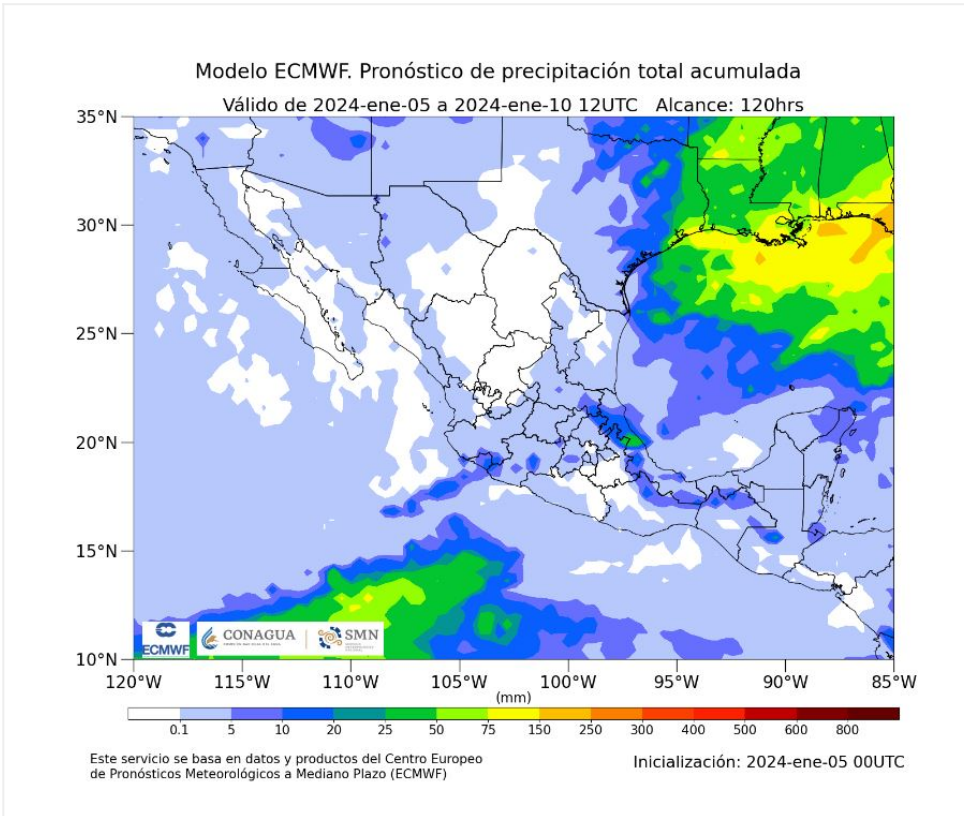 Modelo ECMWF. Pronóstico de precipitación total acumulada
Válido de 2024-ene-05 a 2024-ene-10 12UTC Alcance: 120hrs
35°N
30°N
25°N
20°N
15°N
10°N
ECMWF
CONAGUA
SMN
120°W 115°W 110°W 105°W 100°W 95°W 90°W 85°W
(mm)
0.1 5 10 20 25 50 75 150 250 300 400 500 600 800
Este servicio se basa en datos y productos del Centro Europeo
de Pronósticos Meteorológicos a Mediano Plazo (ECMWF)
Inicialización: 2024-ene-05 00UTC